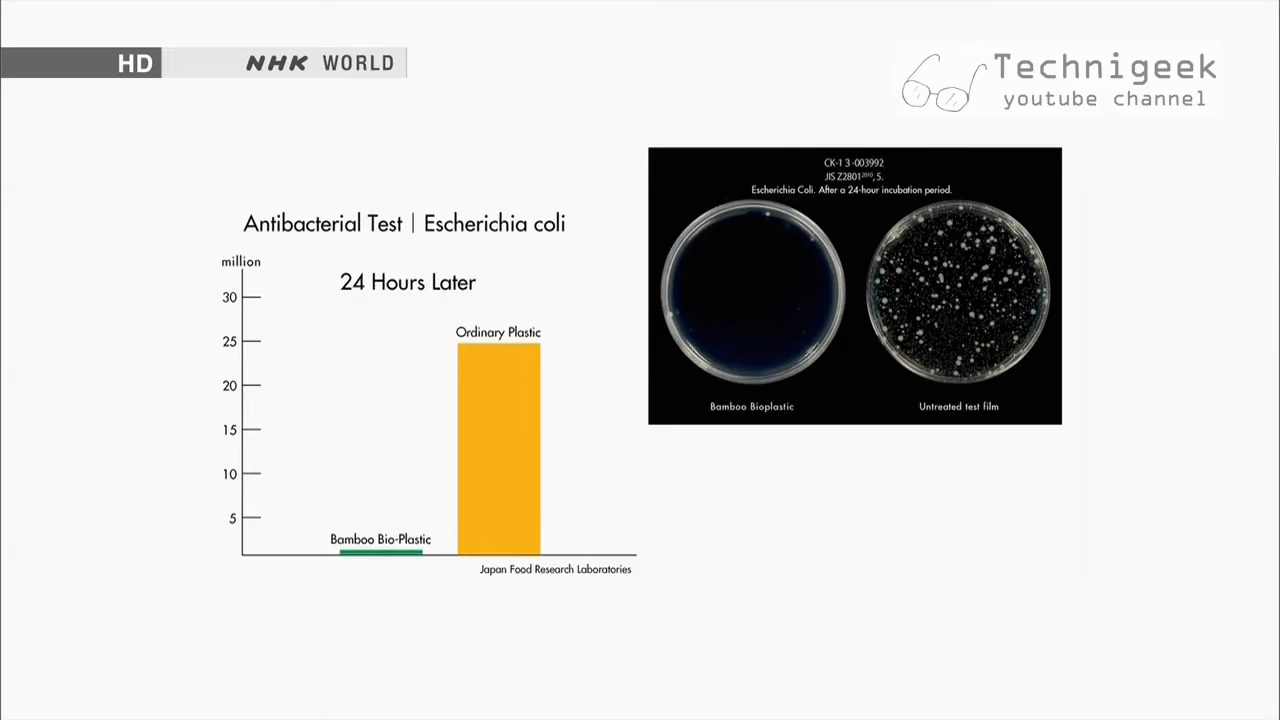 HD NHK WORLD
Technigeek
youtube channel
Antibacterial Test | Escherichia coli
million
24 Hours Later
30
25
20
15
10
5
Ordinary Plastic
Bamboo Bio-Plastic
Japan Food Research Laboratories
CK-1 3 -003992
JIS Z2801²⁰¹⁰, 5.
Escherichia Coli. After a 24-hour incubation period.
Bamboo Bioplastic
Untreated test film